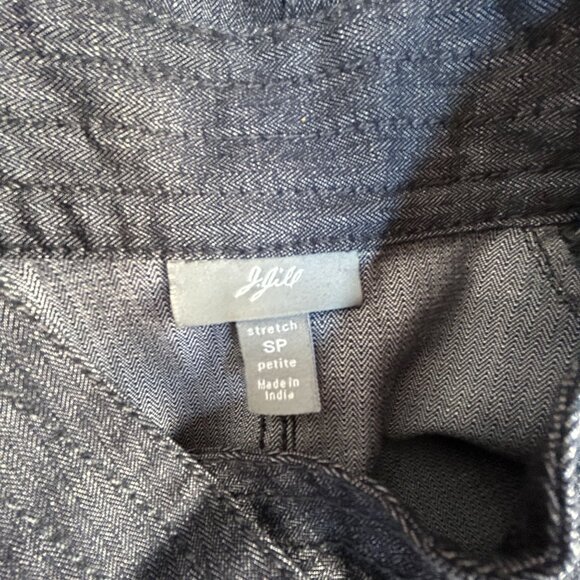 J.Jill
stretch
SP
petite
Made in
India